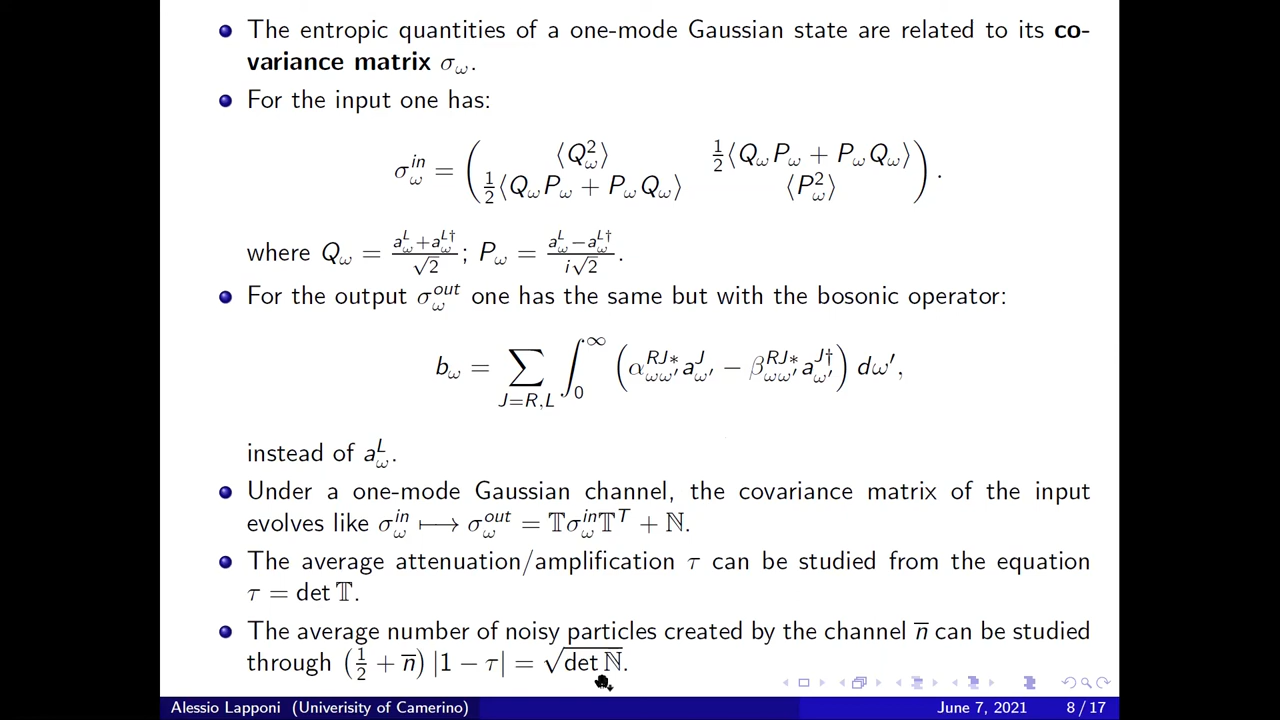 The entropic quantities of a one-mode Gaussian state are related to its co-
variance matrix σ_ω.
For the input one has:
σ_ω^{in} = ( ⟨Q_ω^2⟩ ½⟨Q_ω P_ω + P_ω Q_ω⟩
½⟨Q_ω P_ω + P_ω Q_ω⟩ ⟨P_ω^2⟩ ) .
where Q_ω = (a_ω^L + a_ω^{L†})/√2 ; P_ω = (a_ω^L − a_ω^{L†})/(i√2) .
For the output σ_ω^{out} one has the same but with the bosonic operator:
b_ω = ∑_{J=R,L} ∫_0^∞ ( α_{ωω′}^{RJ*} a_{ω′}^J − β_{ωω′}^{RJ*} a_{ω′}^{J†} ) dω′,
instead of a_ω^L.
Under a one-mode Gaussian channel, the covariance matrix of the input
evolves like σ_ω^{in} ⟼ σ_ω^{out} = 𝕋σ_ω^{in}𝕋^T + ℕ.
The average attenuation/amplification τ can be studied from the equation
τ = det 𝕋.
The average number of noisy particles created by the channel n̅ can be studied
through (½ + n̅) |1 − τ| = √(det ℕ).
Alessio Lapponi (Univerisity of Camerino) June 7, 2021 8 / 17